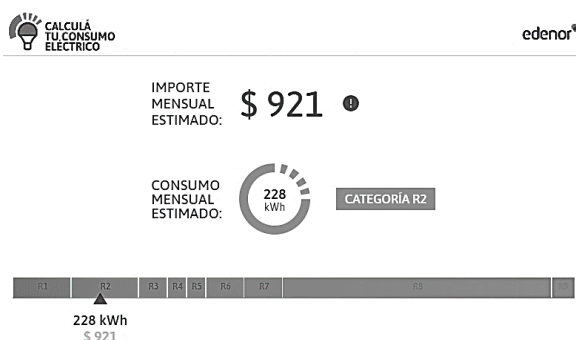 CALCULÁ
TU CONSUMO
ELÉCTRICO
edenor
IMPORTE
MENSUAL
ESTIMADO:
$ 921
CONSUMO
MENSUAL
ESTIMADO:
228
kWh
CATEGORÍA R2
R1 R2 R3 R4 R5 R6 R7 R8 R9
228 kWh
$ 921